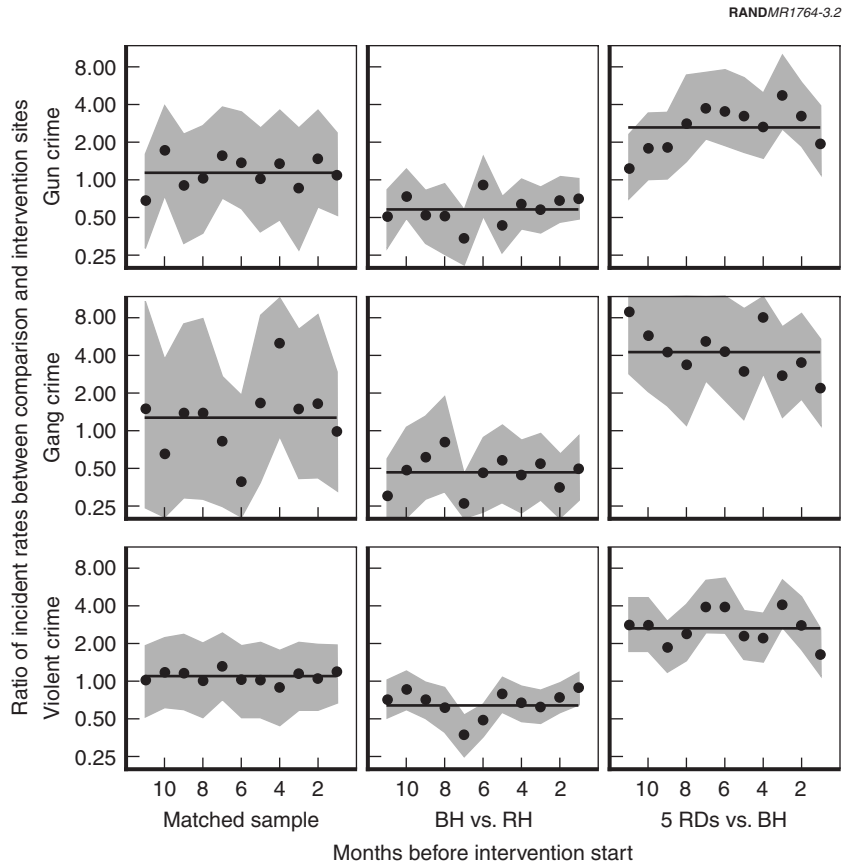 RANDMR1764-3.2
Ratio of incident rates between comparison and intervention sites
Gun crime
8.00
4.00
2.00
1.00
0.50
0.25
Gang crime
8.00
4.00
2.00
1.00
0.50
0.25
Violent crime
8.00
4.00
2.00
1.00
0.50
0.25
10 8 6 4 2
10 8 6 4 2
10 8 6 4 2
Matched sample
BH vs. RH
5 RDs vs. BH
Months before intervention start